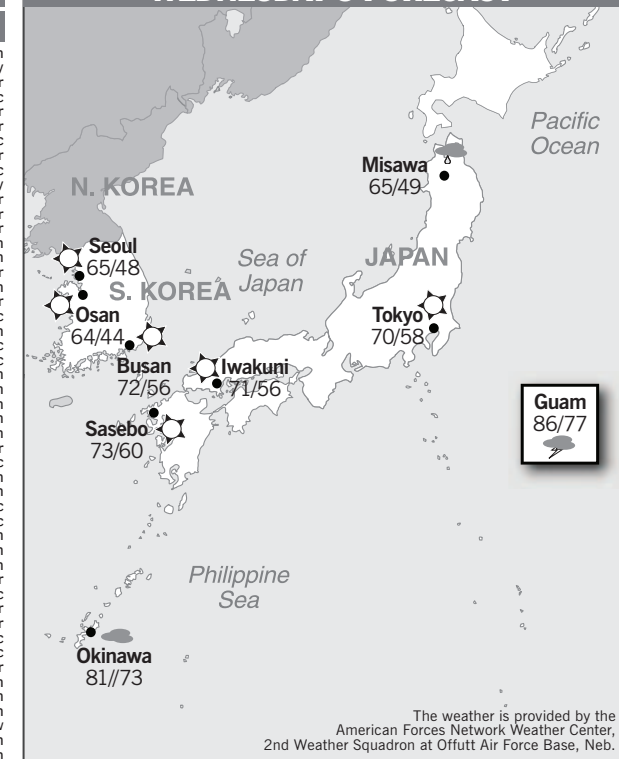 Pacific
Ocean
Misawa
65/49
N. KOREA
Seoul
65/48
Sea of
Japan
JAPAN
S. KOREA
Osan
64/44
Tokyo
70/58
Busan
72/56
Iwakuni
71/56
Guam
86/77
Sasebo
73/60
Philippine
Sea
Okinawa
81//73
The weather is provided by the
American Forces Network Weather Center,
2nd Weather Squadron at Offutt Air Force Base, Neb.